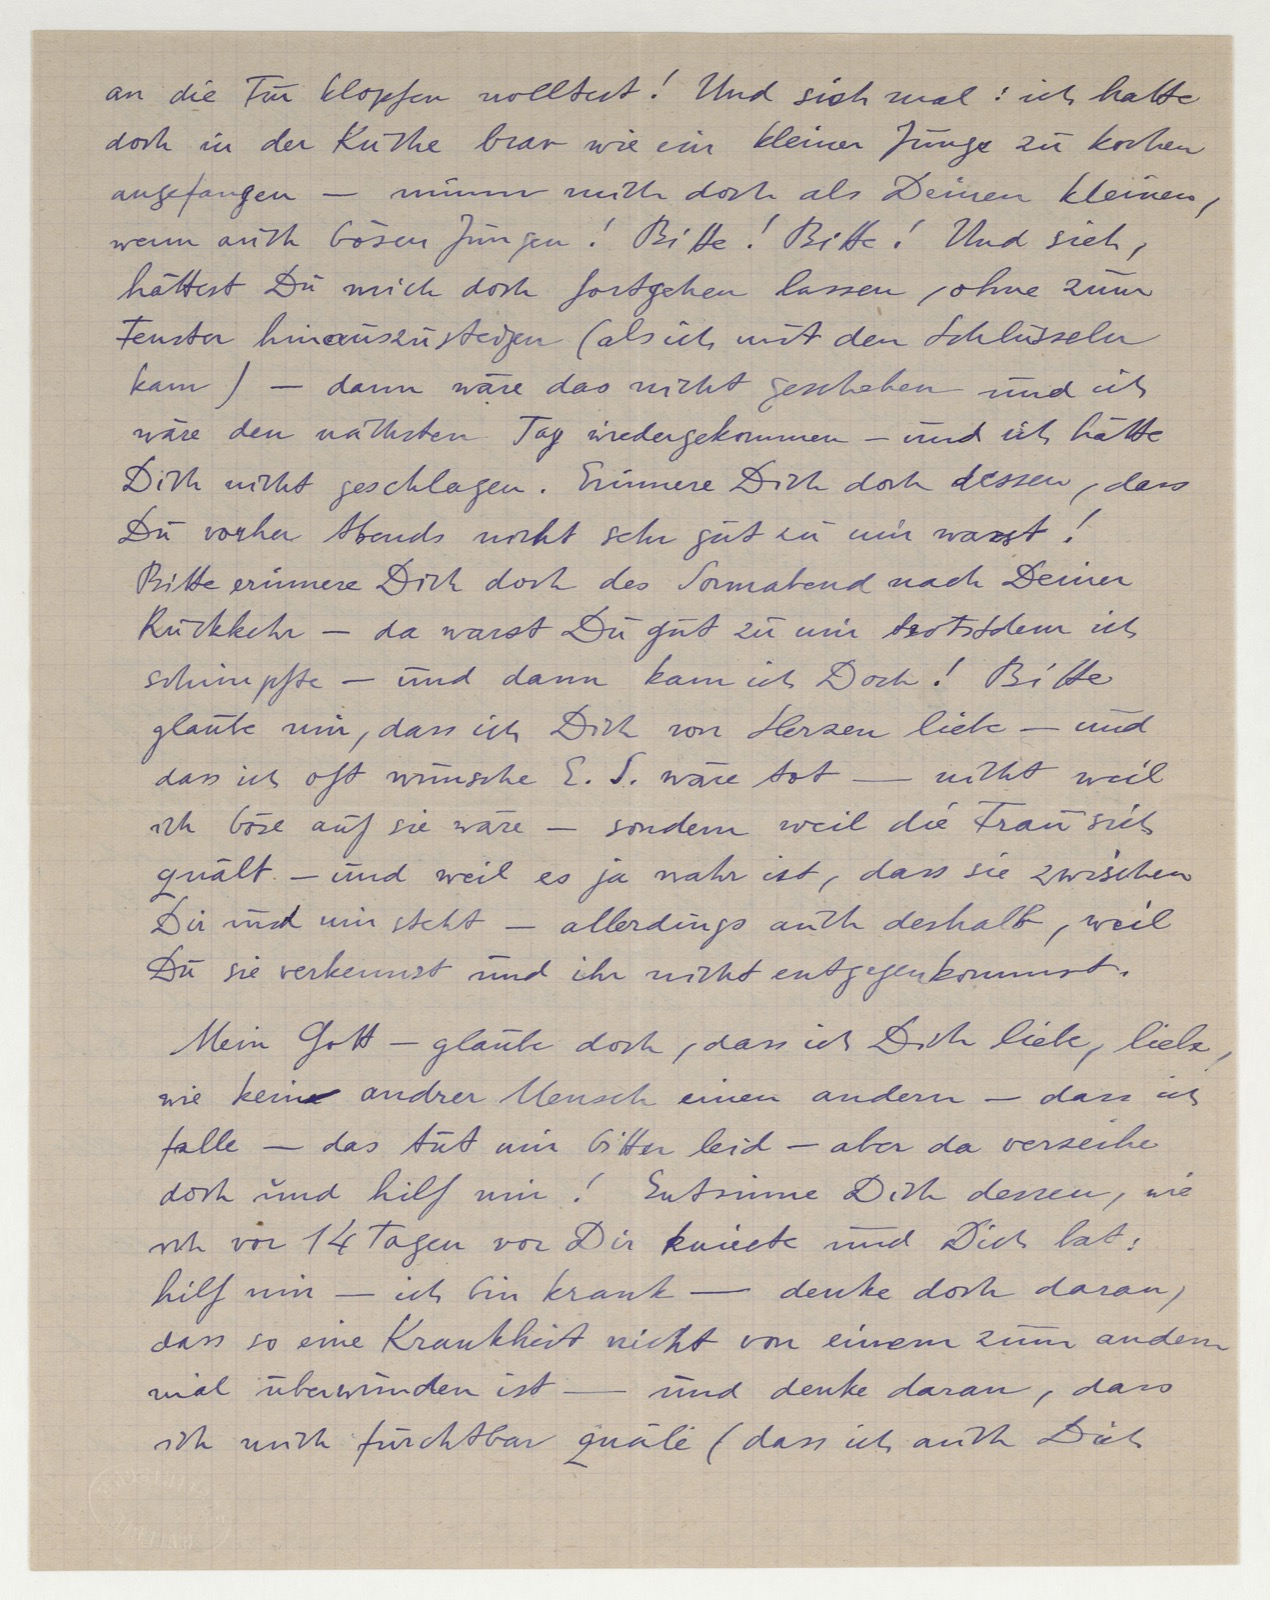 an die Tür klopfen wolltest! Und sieh mal: ich hatte
doch in der Küche brav wie ein kleiner Junge zu kochen
angefangen — nimm mich doch als Deinen kleinen,
wenn auch bösen Jungen! Bitte! Bitte! Und sieh,
hättest Du mich doch fortgehen lassen, ohne zum
Fenster hinauszusteigen (als ich mit den Schlüsseln
kam) — dann wäre das nicht geschehen und ich
wäre den nächsten Tag wiedergekommen — und ich hätte
Dich nicht geschlagen. Erinnere Dich doch dessen, dass
Du vorher Abends nicht sehr gut zu mir warst!
Bitte erinnere Dich doch des Sonnabend nach Deiner
Rückkehr — da warst Du gut zu mir trotzdem ich
schimpfte — und dann kam ich Doch! Bitte
glaube mir, dass ich Dich von Herzen liebe — und
dass ich oft wünsche E. S. wäre tot — nicht weil
ich böse auf sie wäre — sondern weil die Frau sich
quält — und weil es ja wahr ist, dass sie zwischen
Dir und mir steht — allerdings auch deshalb, weil
Du sie verkennst und ihr nicht entgegenkommst.
Mein Gott — glaube doch, dass ich Dich liebe, liebe,
wie kein andrer Mensch einen andern — dass ich
falle — das tut mir bitter leid — aber da verzeihe
doch und hilf mir! Entsinne Dich dessen, wie
ich vor 14 Tagen vor Dir kniete und Dich bat:
hilf mir — ich bin krank — denke doch daran,
dass so eine Krankheit nicht von einem zum andern
mal überwunden ist — und denke daran, dass
ich mich furchtbar quäle (dass ich auch Dich